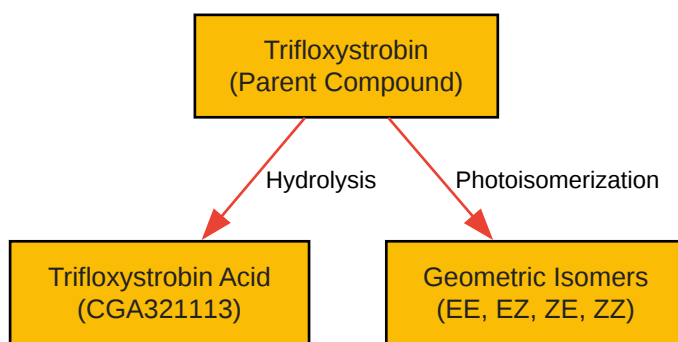 Trifloxystrobin
(Parent Compound)
Hydrolysis
Photoisomerization
Trifloxystrobin Acid
(CGA321113)
Geometric Isomers
(EE, EZ, ZE, ZZ)